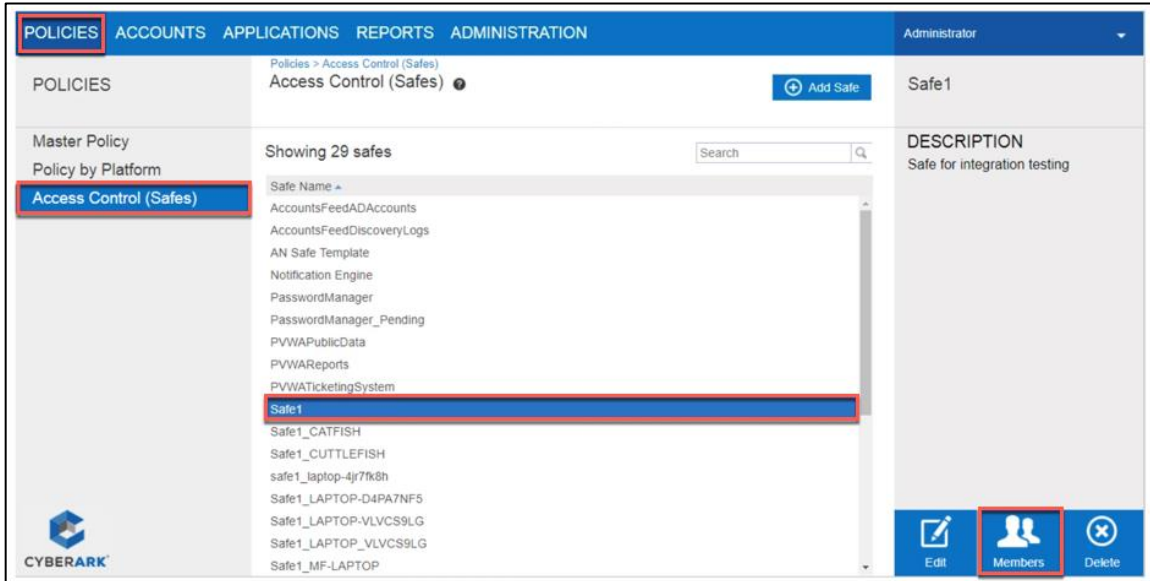 POLICIES ACCOUNTS APPLICATIONS REPORTS ADMINISTRATION
Administrator
POLICIES
Policies > Access Control (Safes)
Access Control (Safes)
Add Safe
Safe1
Master Policy
Policy by Platform
Access Control (Safes)
Showing 29 safes
Search
DESCRIPTION
Safe for integration testing
Safe Name
AccountsFeedADAccounts
AccountsFeedDiscoveryLogs
AN Safe Template
Notification Engine
PasswordManager
PasswordManager_Pending
PVWAPublicData
PVWAReports
PVWATicketingSystem
Safe1
Safe1_CATFISH
Safe1_CUTTLEFISH
safe1_laptop-4jr7fk8h
Safe1_LAPTOP-D4PA7NF5
Safe1_LAPTOP-VLVCS9LG
Safe1_LAPTOP_VLVCS9LG
Safe1_MF-LAPTOP
CYBERARK
Edit Members Delete